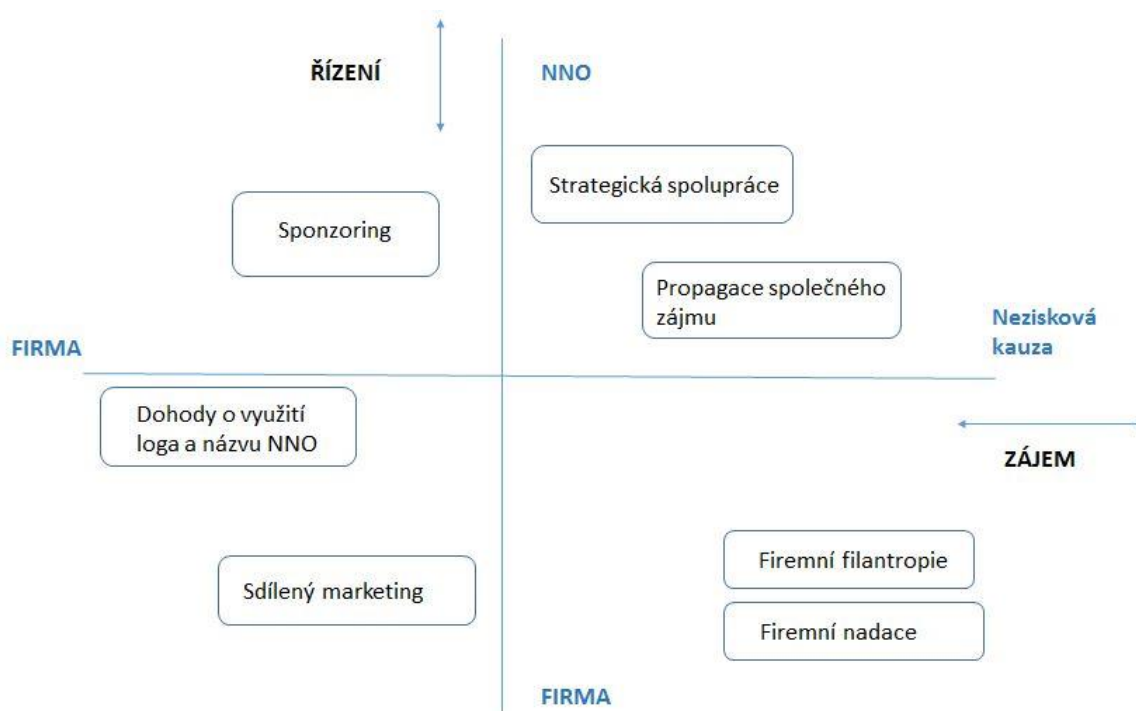 ŘÍZENÍ
NNO
Strategická spolupráce
Sponzoring
Propagace společného
zájmu
Nezisková
kauza
FIRMA
Dohody o využití
loga a názvu NNO
ZÁJEM
Firemní filantropie
Sdílený marketing
Firemní nadace
FIRMA